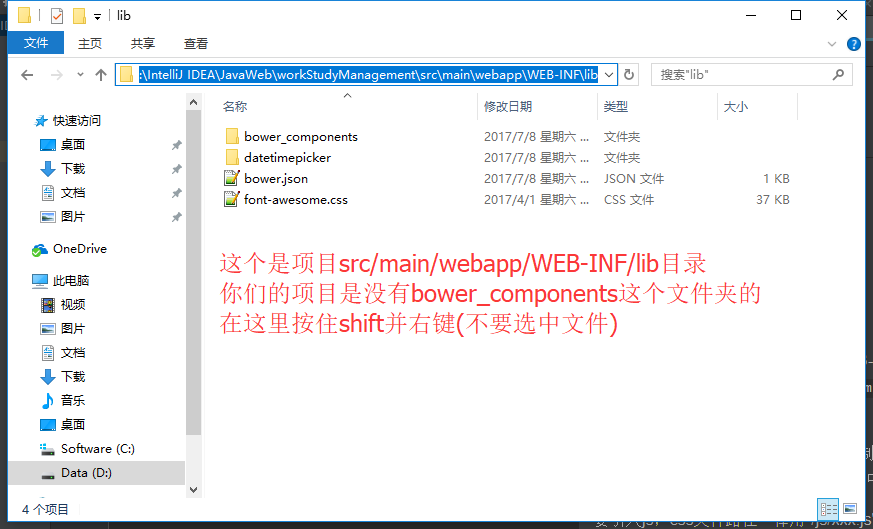 lib
文件
主页
共享
查看
:\IntelliJ IDEA\JavaWeb\workStudyManagement\src\main\webapp\WEB-INF\lib
搜索"lib"
名称
修改日期
类型
大小
快速访问
桌面
下载
文档
图片
OneDrive
此电脑
视频
图片
文档
下载
音乐
桌面
Software (C:)
Data (D:)
bower_components 2017/7/8 星期六 ... 文件夹
datetimepicker 2017/7/8 星期六 ... 文件夹
bower.json 2017/7/8 星期六 ... JSON 文件 1 KB
font-awesome.css 2017/4/1 星期六 ... CSS 文件 37 KB
这个是项目src/main/webapp/WEB-INF/lib目录
你们的项目是没有bower_components这个文件夹的
在这里按住shift并右键(不要选中文件)
4 个项目